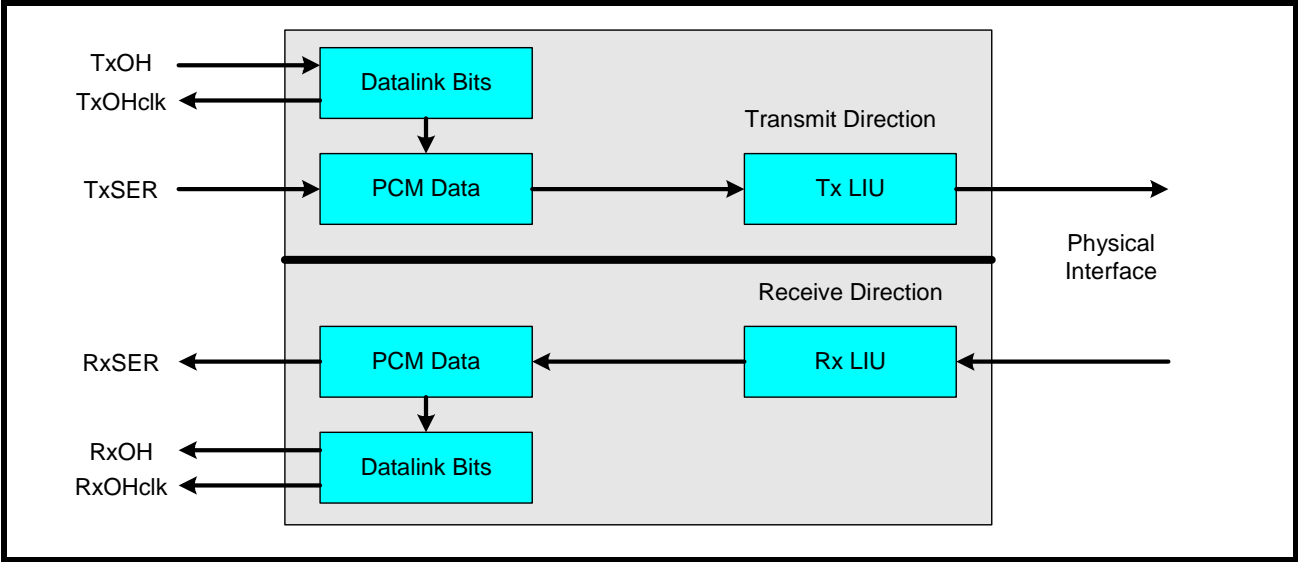 TxOH
Datalink Bits
TxOHclk
Transmit Direction
TxSER
PCM Data
Tx LIU
Physical
Interface
Receive Direction
RxSER
PCM Data
Rx LIU
RxOH
Datalink Bits
RxOHclk